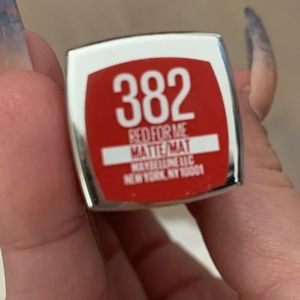 382
RED FOR ME
MATTE/MAT
MAYBELLINE LLC
NEW YORK, NY 10001